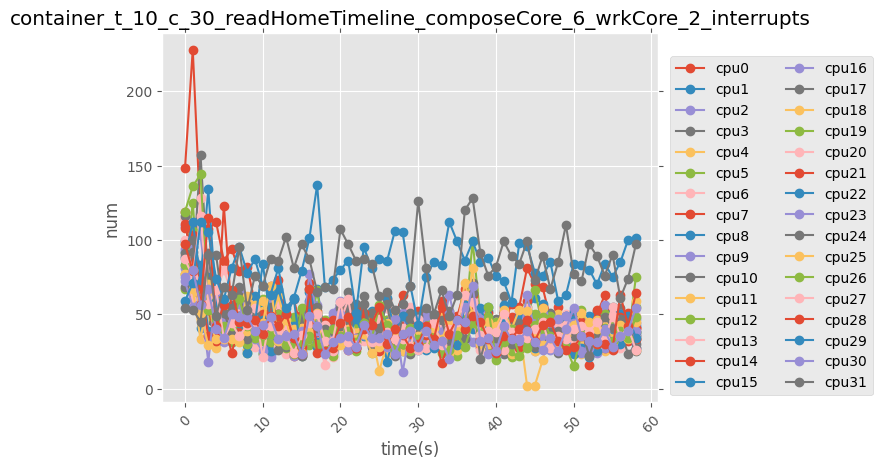 container_t_10_c_30_readHomeTimeline_composeCore_6_wrkCore_2_interrupts
num
200
150
100
50
0
0
10
20
30
40
50
60
time(s)
cpu0
cpu1
cpu2
cpu3
cpu4
cpu5
cpu6
cpu7
cpu8
cpu9
cpu10
cpu11
cpu12
cpu13
cpu14
cpu15
cpu16
cpu17
cpu18
cpu19
cpu20
cpu21
cpu22
cpu23
cpu24
cpu25
cpu26
cpu27
cpu28
cpu29
cpu30
cpu31